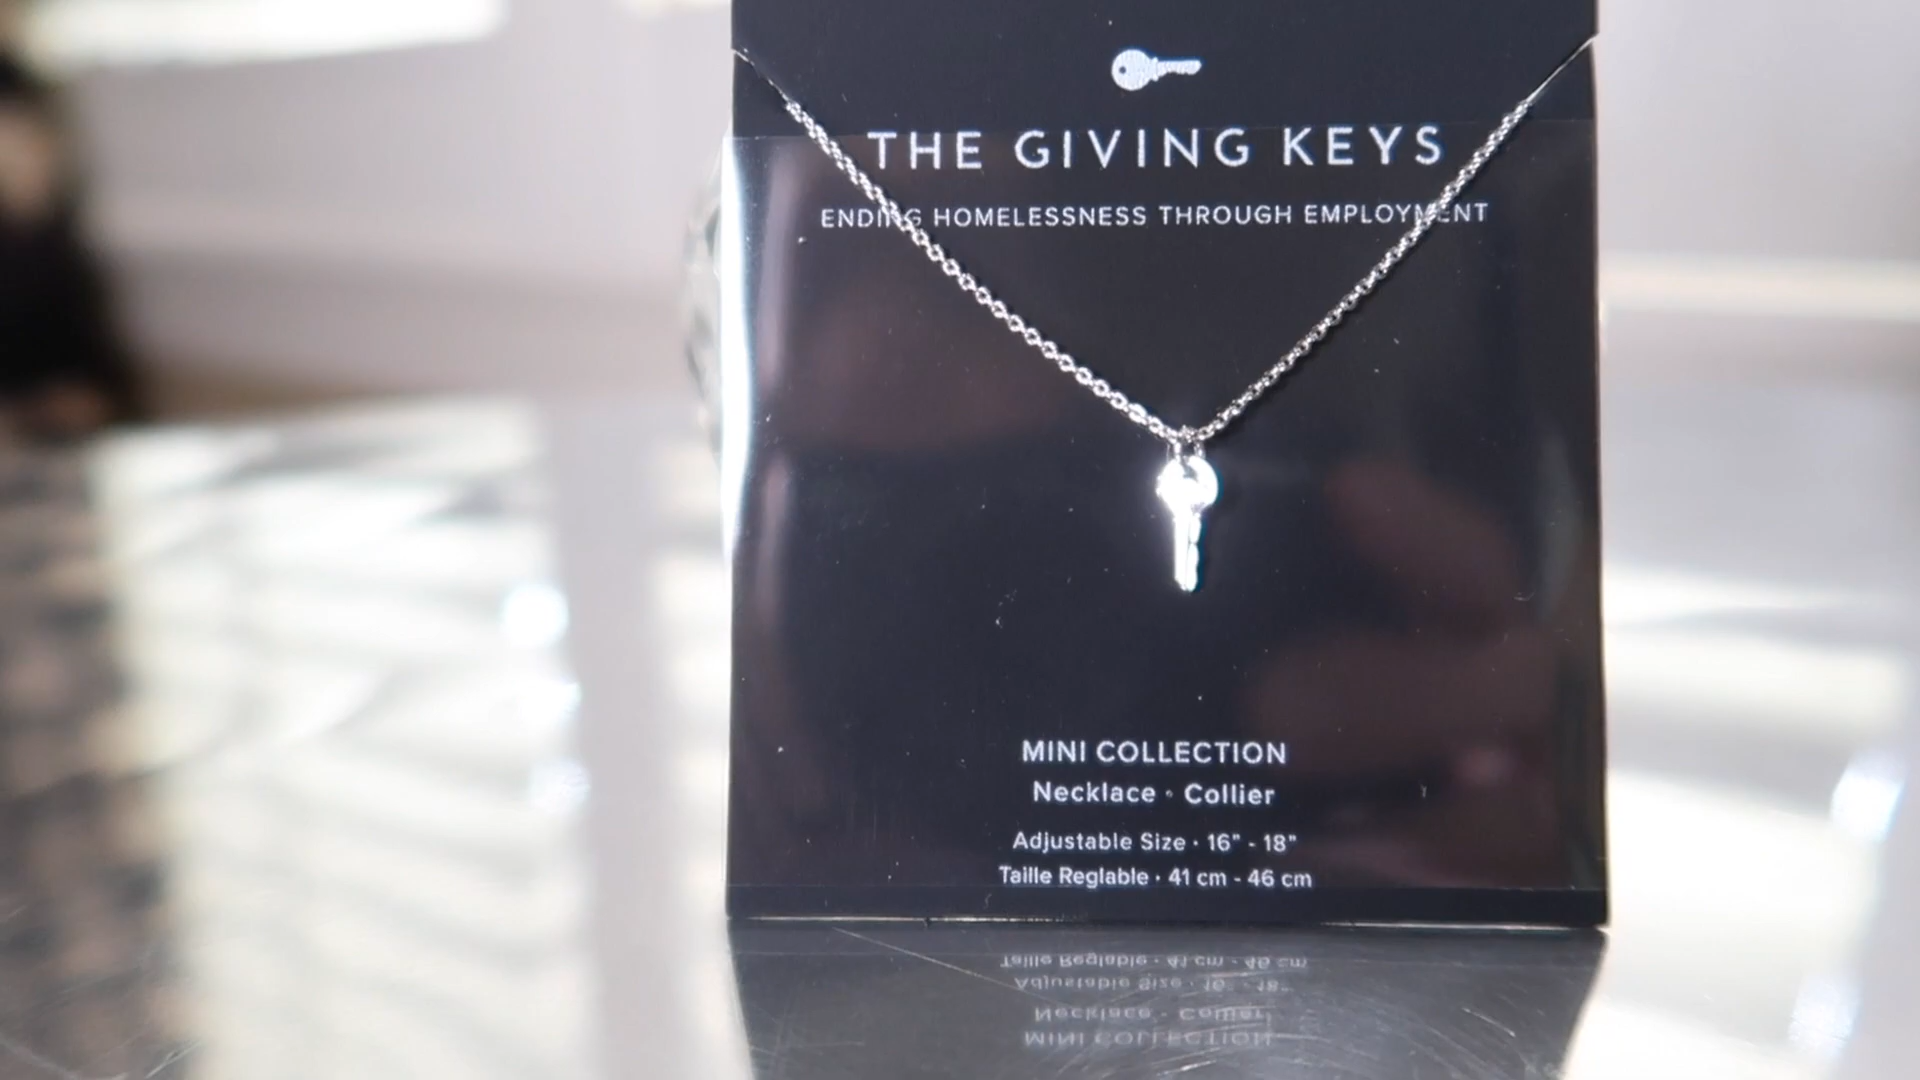 THE GIVING KEYS
ENDING HOMELESSNESS THROUGH EMPLOYMENT
MINI COLLECTION
Necklace • Collier
Adjustable Size · 16" - 18"
Taille Reglable · 41 cm - 46 cm